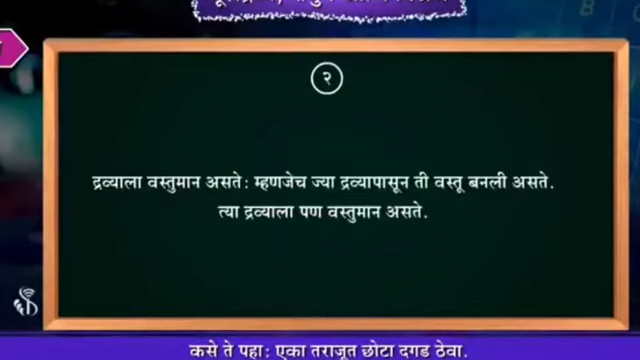 २
द्रव्याला वस्तुमान असते: म्हणजेच ज्या द्रव्यापासून ती वस्तू बनली असते.
त्या द्रव्याला पण वस्तुमान असते.
कसे ते पहा: एका तराजूत छोटा दगड ठेवा.